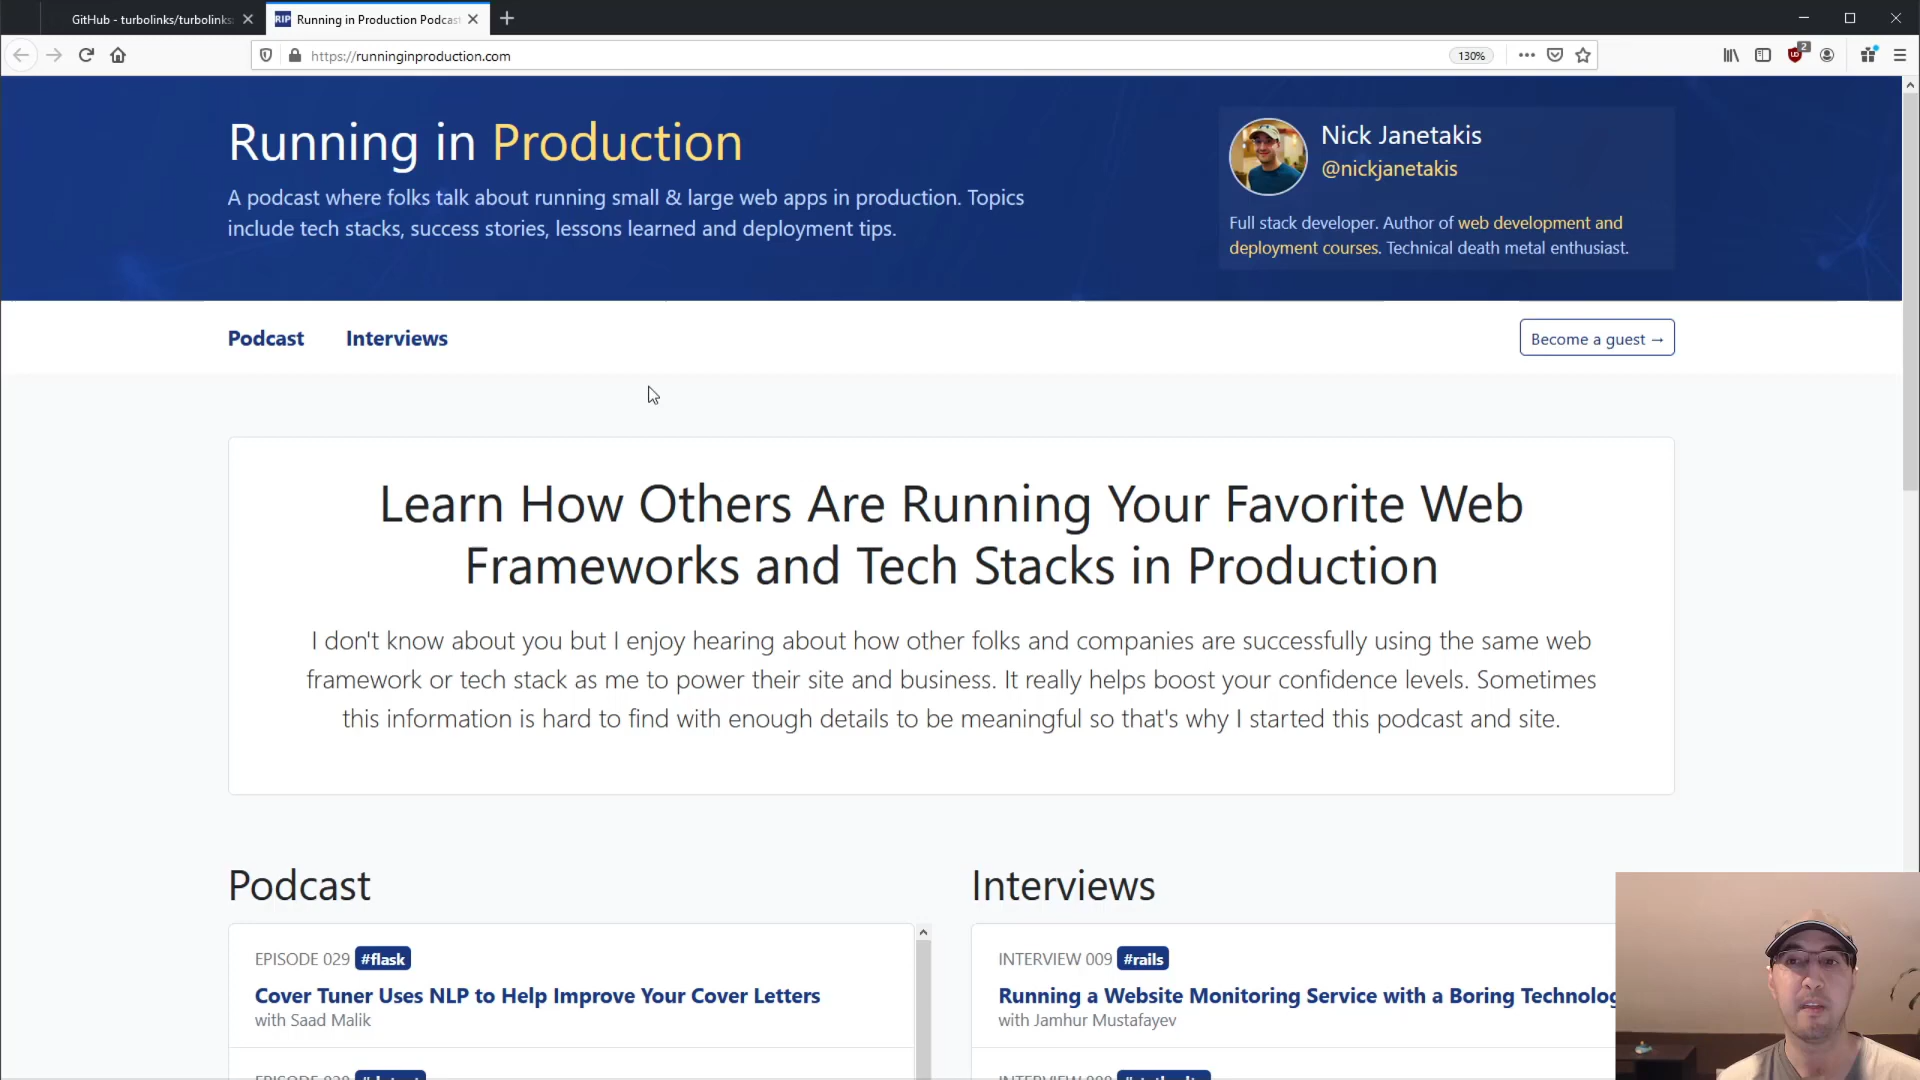 GitHub - turbolinks/turbolinks:
RIP Running in Production Podcast
https://runninginproduction.com
130%
2
Running in Production
A podcast where folks talk about running small & large web apps in production. Topics
include tech stacks, success stories, lessons learned and deployment tips.
Nick Janetakis
@nickjanetakis
Full stack developer. Author of web development and
deployment courses. Technical death metal enthusiast.
Podcast
Interviews
Become a guest →
Learn How Others Are Running Your Favorite Web
Frameworks and Tech Stacks in Production
I don't know about you but I enjoy hearing about how other folks and companies are successfully using the same web
framework or tech stack as me to power their site and business. It really helps boost your confidence levels. Sometimes
this information is hard to find with enough details to be meaningful so that's why I started this podcast and site.
Podcast
EPISODE 029 #flask
Cover Tuner Uses NLP to Help Improve Your Cover Letters
with Saad Malik
Interviews
INTERVIEW 009 #rails
Running a Website Monitoring Service with a Boring Technolog
with Jamhur Mustafayev